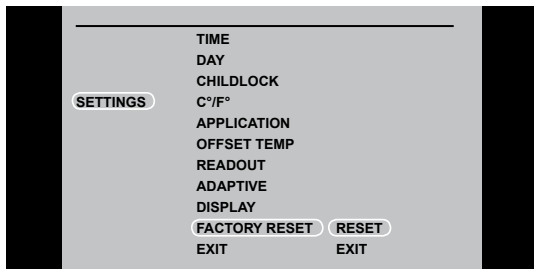 TIME
DAY
CHILDLOCK
SETTINGS C°/F°
APPLICATION
OFFSET TEMP
READOUT
ADAPTIVE
DISPLAY
FACTORY RESET RESET
EXIT EXIT